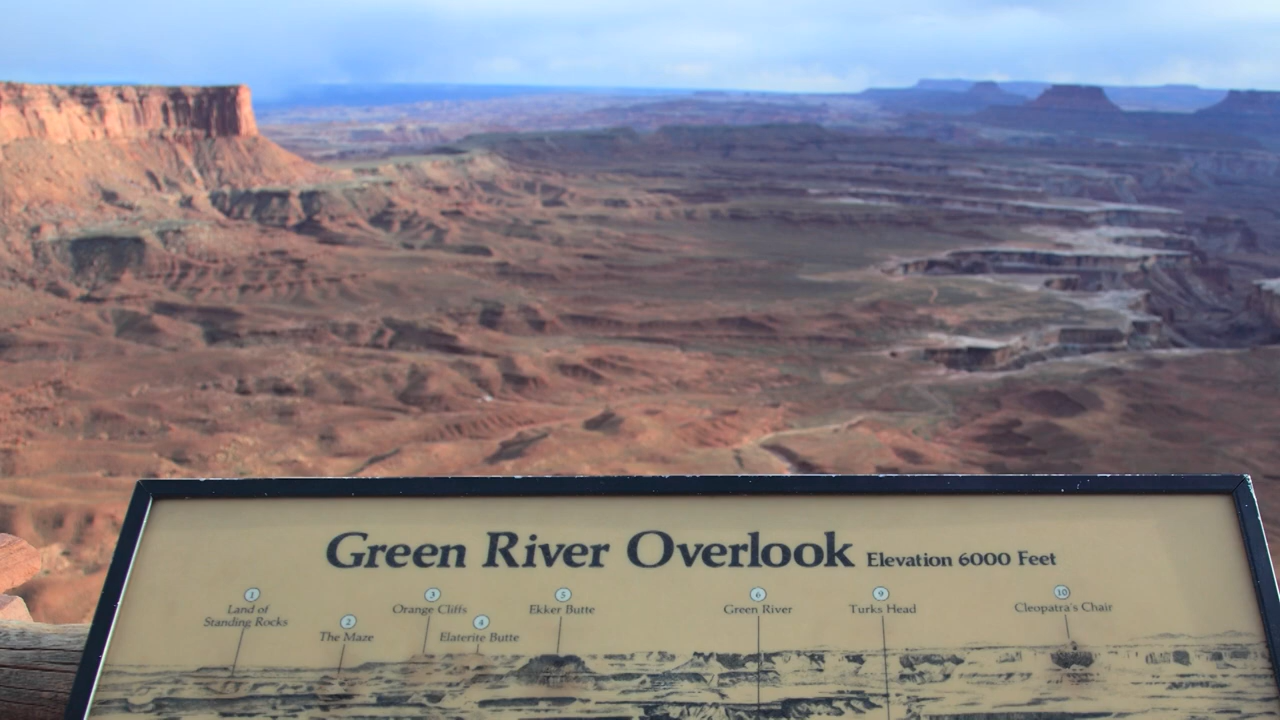 Green River Overlook Elevation 6000 Feet
1
Land of
Standing Rocks
2
The Maze
3
Orange Cliffs
4
Elaterite Butte
5
Ekker Butte
6
Green River
9
Turks Head
10
Cleopatra's Chair